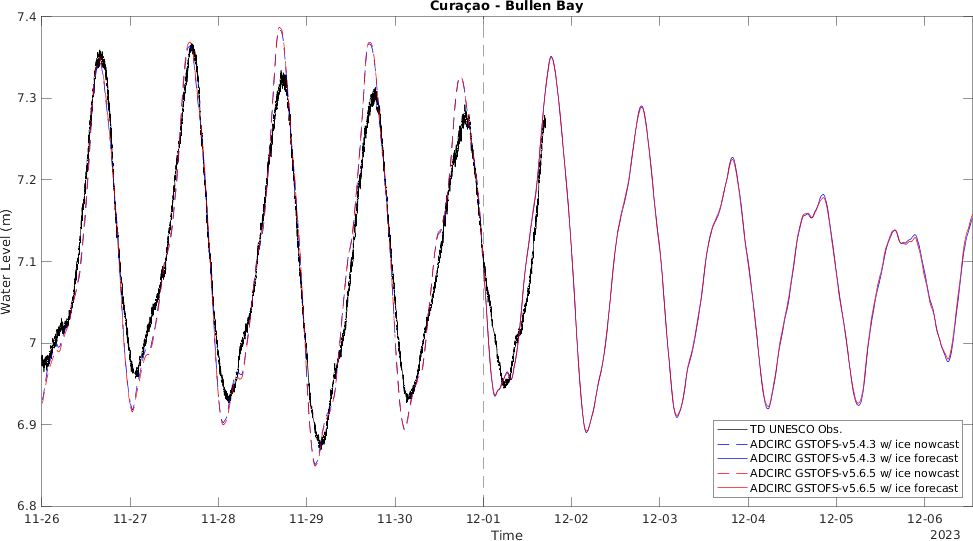 Curaçao - Bullen Bay
7.4
7.3
7.2
7.1
7
6.9
6.8
Water Level (m)
TD UNESCO Obs.
ADCIRC GSTOFS-v5.4.3 w/ ice nowcast
ADCIRC GSTOFS-v5.4.3 w/ ice forecast
ADCIRC GSTOFS-v5.6.5 w/ ice nowcast
ADCIRC GSTOFS-v5.6.5 w/ ice forecast
11-26 11-27 11-28 11-29 11-30 12-01 12-02 12-03 12-04 12-05 12-06
Time
2023